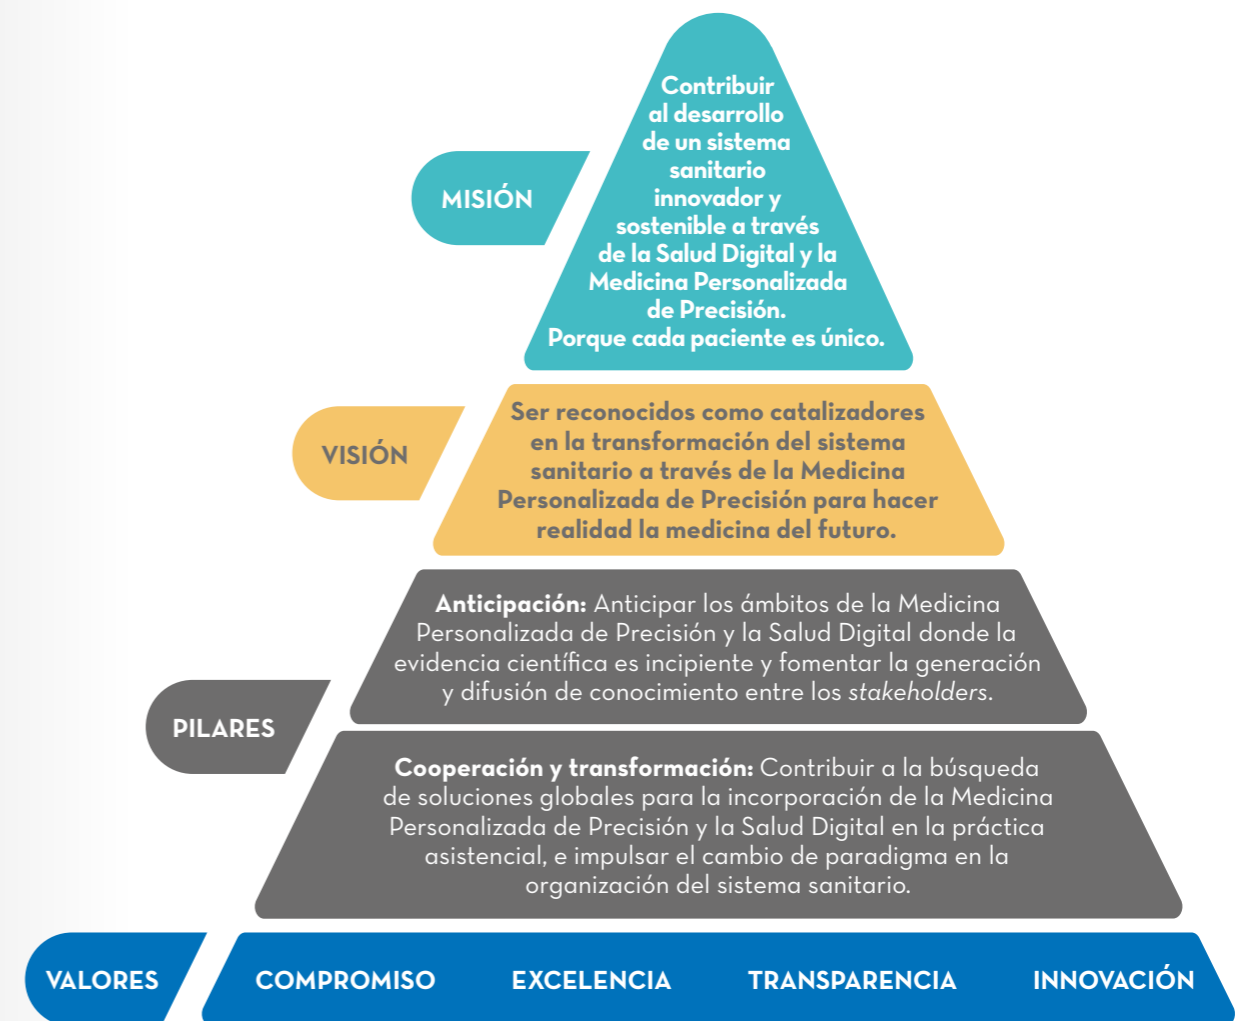 MISIÓN
Contribuir
al desarrollo
de un sistema
sanitario
innovador y
sostenible a través
de la Salud Digital y la
Medicina Personalizada
de Precisión.
Porque cada paciente es único.
VISIÓN
Ser reconocidos como catalizadores
en la transformación del sistema
sanitario a través de la Medicina
Personalizada de Precisión para hacer
realidad la medicina del futuro.
PILARES
Anticipación: Anticipar los ámbitos de la Medicina
Personalizada de Precisión y la Salud Digital donde la
evidencia científica es incipiente y fomentar la generación
y difusión de conocimiento entre los stakeholders.
Cooperación y transformación: Contribuir a la búsqueda
de soluciones globales para la incorporación de la Medicina
Personalizada de Precisión y la Salud Digital en la práctica
asistencial, e impulsar el cambio de paradigma en la
organización del sistema sanitario.
VALORES
COMPROMISO EXCELENCIA TRANSPARENCIA INNOVACIÓN